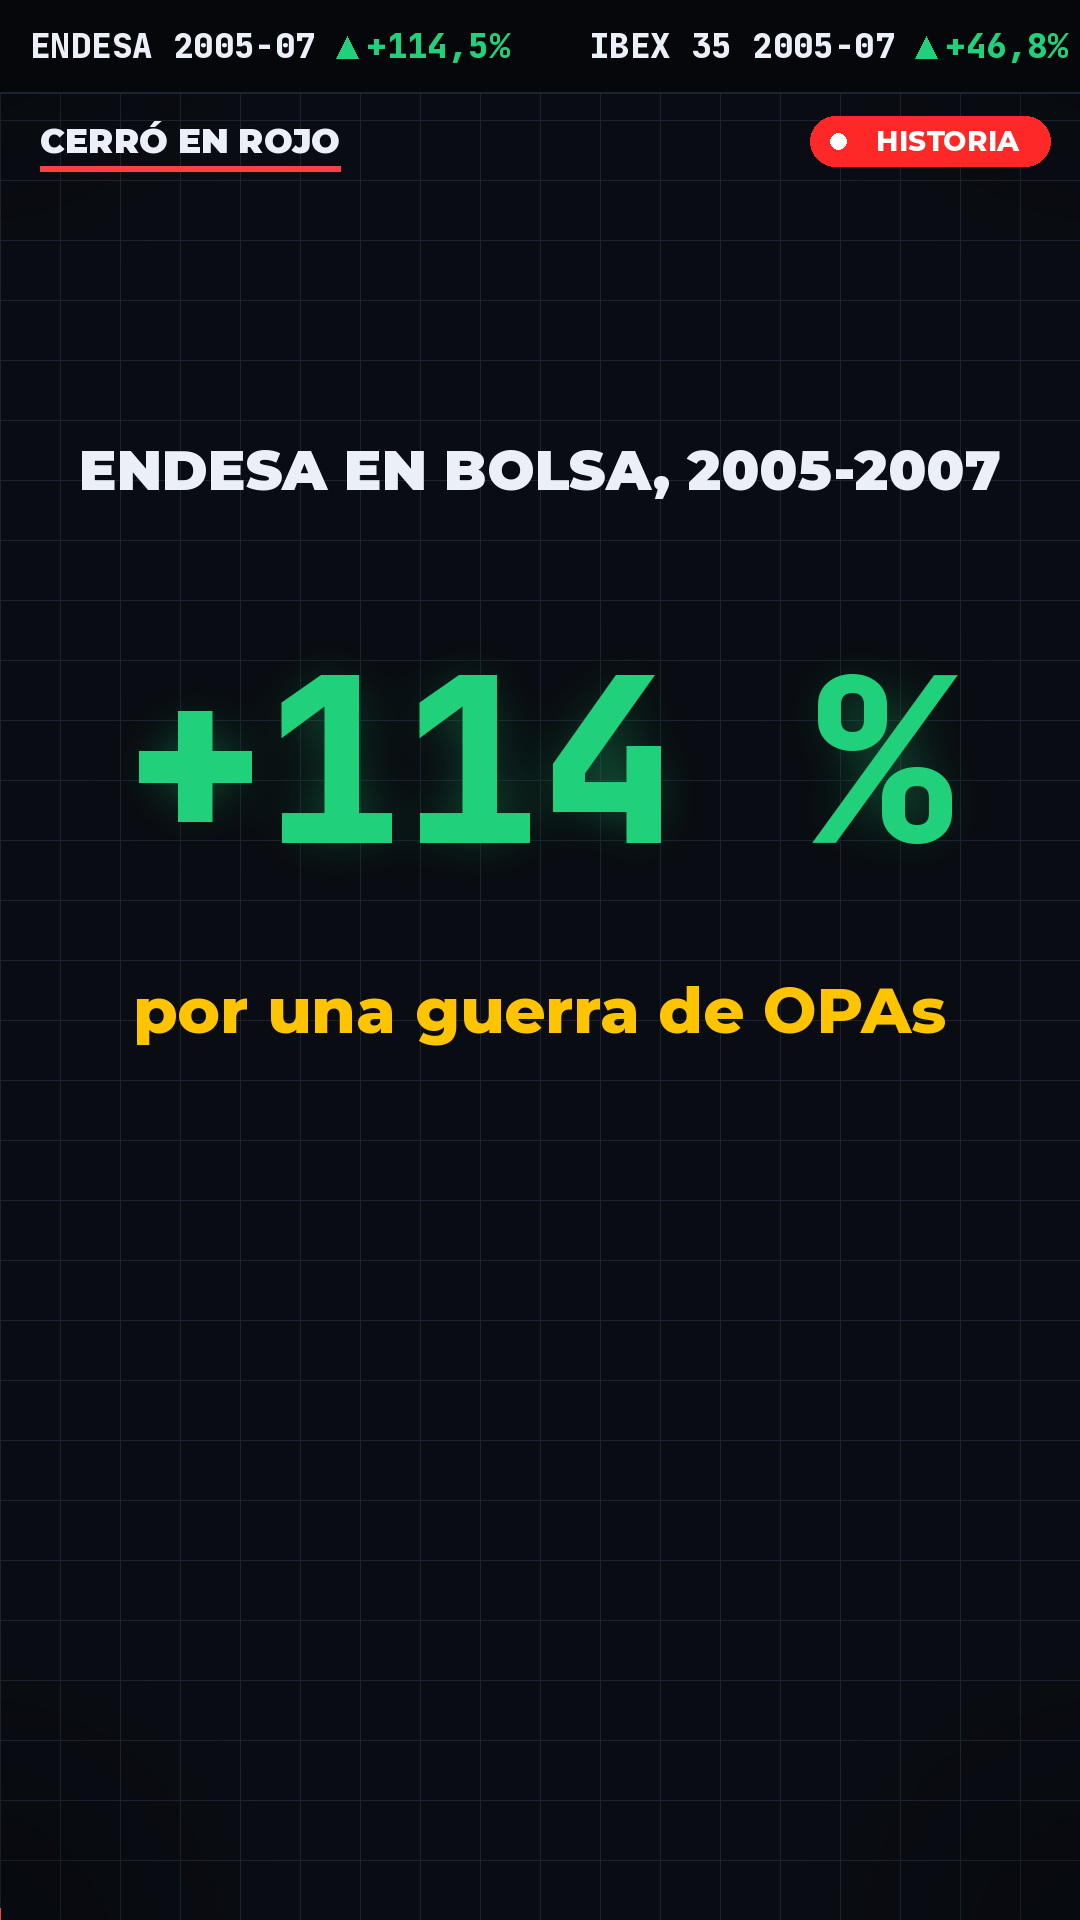 ENDESA 2005-07 ▲+114,5% IBEX 35 2005-07 ▲+46,8%
CERRÓ EN ROJO
HISTORIA
ENDESA EN BOLSA, 2005-2007
+114 %
por una guerra de OPAs